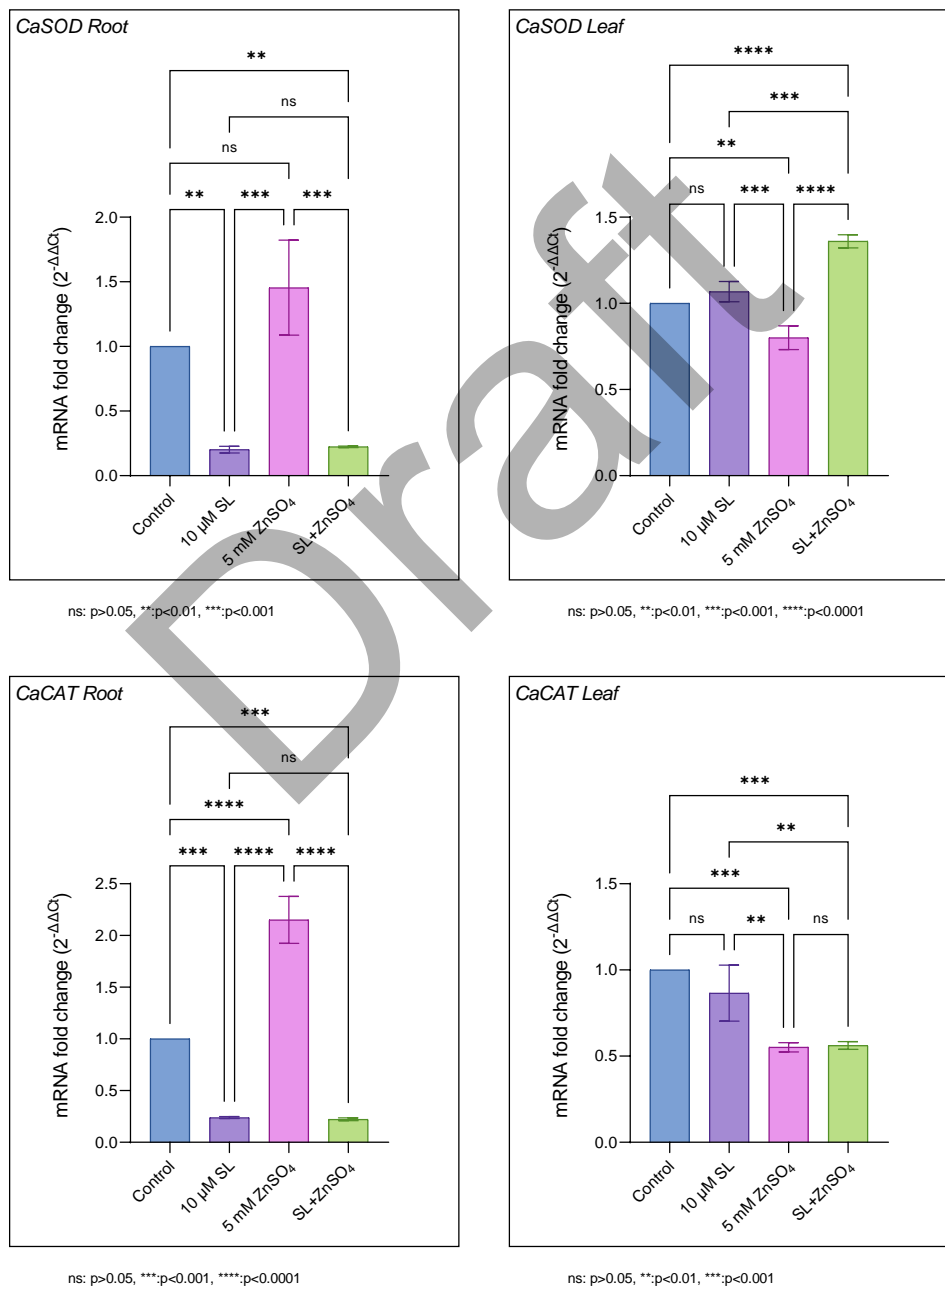 CaSOD Root
**
ns
ns
** *** ***
2.0
1.5
1.0
0.5
0.0
mRNA fold change (2-ΔΔCt)
Control
10 µM SL
5 mM ZnSO4
SL+ZnSO4
ns: p>0.05, **:p<0.01, ***:p<0.001
CaSOD Leaf
****
***
**
ns *** ****
1.5
1.0
0.5
0.0
mRNA fold change (2-ΔΔCt)
Control
10 µM SL
5 mM ZnSO4
SL+ZnSO4
ns: p>0.05, **:p<0.01, ***:p<0.001, ****:p<0.0001
Draft
CaCAT Root
***
ns
****
*** **** ****
2.5
2.0
1.5
1.0
0.5
0.0
mRNA fold change (2-ΔΔCt)
Control
10 µM SL
5 mM ZnSO4
SL+ZnSO4
ns: p>0.05, ***:p<0.001, ****:p<0.0001
CaCAT Leaf
***
**
***
ns ** ns
1.5
1.0
0.5
0.0
mRNA fold change (2-ΔΔCt)
Control
10 µM SL
5 mM ZnSO4
SL+ZnSO4
ns: p>0.05, **:p<0.01, ***:p<0.001